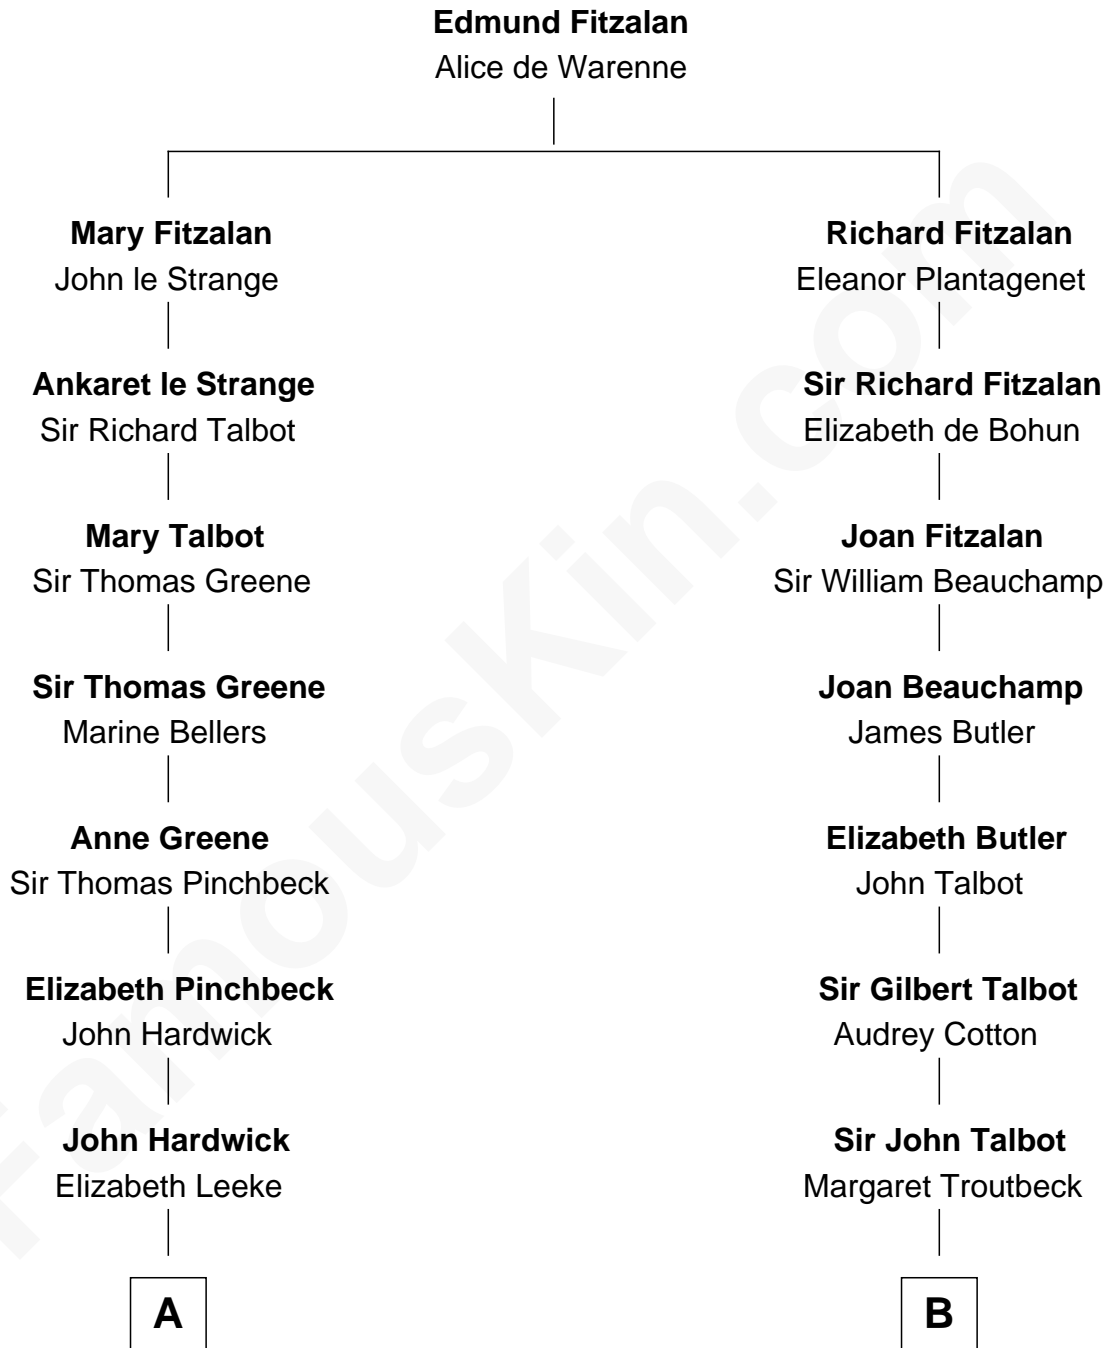 Edmund Fitzalan
Alice de Warenne
Mary Fitzalan
John le Strange
Richard Fitzalan
Eleanor Plantagenet
Ankaret le Strange
Sir Richard Talbot
Sir Richard Fitzalan
Elizabeth de Bohun
Mary Talbot
Sir Thomas Greene
Joan Fitzalan
Sir William Beauchamp
Sir Thomas Greene
Marine Bellers
Joan Beauchamp
James Butler
Anne Greene
Sir Thomas Pinchbeck
Elizabeth Butler
John Talbot
Elizabeth Pinchbeck
John Hardwick
Sir Gilbert Talbot
Audrey Cotton
John Hardwick
Elizabeth Leeke
Sir John Talbot
Margaret Troutbeck
A
B
FamousKin.com